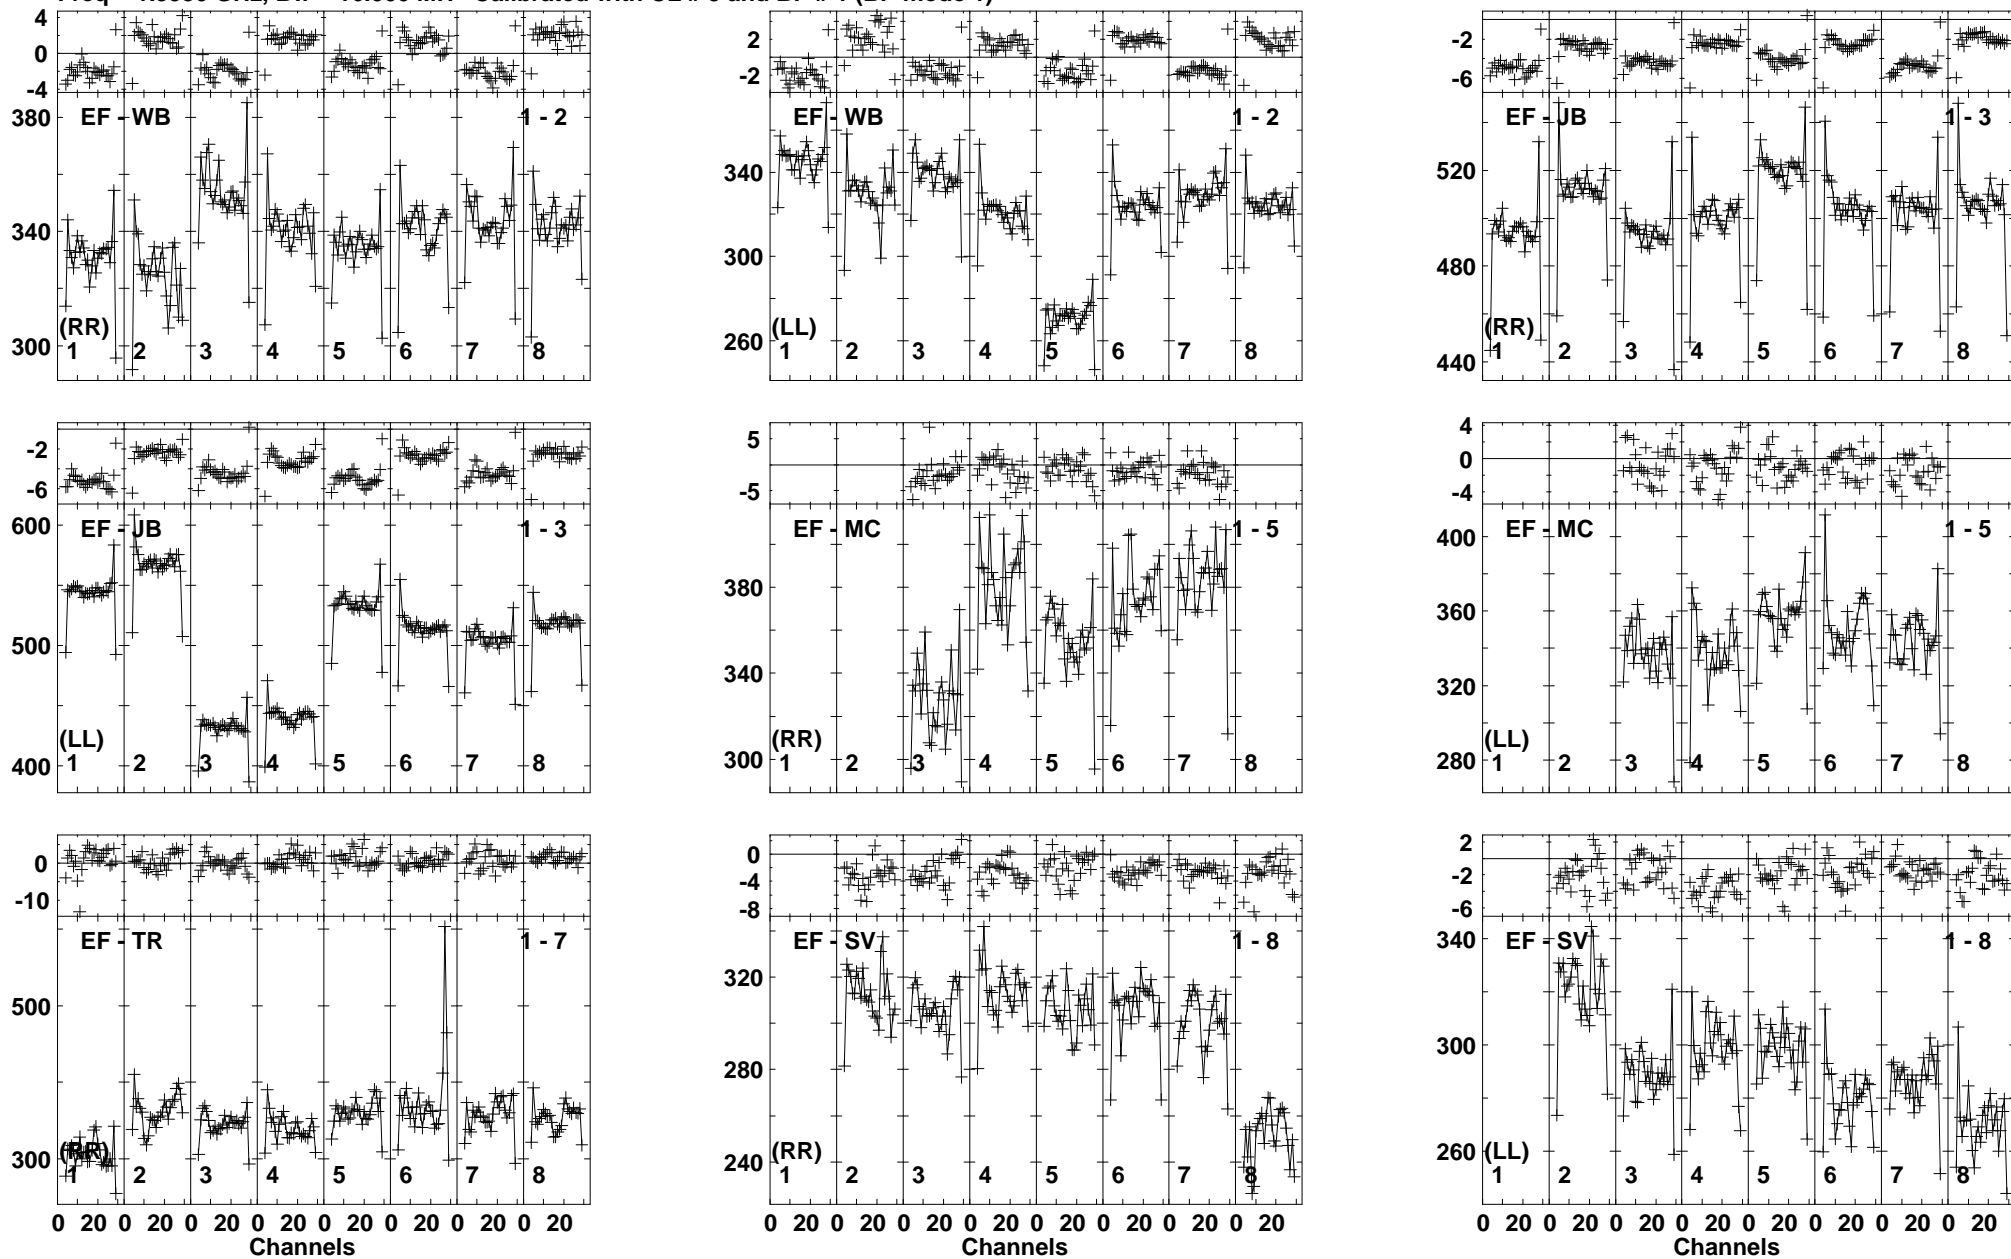 4 2 0 -2 -4
EF - WB 1 - 2
380 340 300
(RR)
1 2 3 4 5 6 7 8
2 -2
EF - WB 1 - 2
340 300 260
(LL)
1 2 3 4 5 6 7 8
-2 -6
EF - JB 1 - 3
520 480 440
(RR)
1 2 3 4 5 6 7 8
-2 -6
EF - JB 1 - 3
600 500 400
(LL)
1 2 3 4 5 6 7 8
5 -5
EF - MC 1 - 5
380 340 300
(RR)
1 2 3 4 5 6 7 8
4 0 -4
EF - MC 1 - 5
400 360 320 280
(LL)
1 2 3 4 5 6 7 8
0 -10
EF - TR 1 - 7
500 300
(RR)
1 2 3 4 5 6 7 8
0 20 0 20 0 20 0 20 0 20 0 20 0 20 0 20
Channels
0 -4 -8
EF - SV 1 - 8
320 280 240
(RR)
1 2 3 4 5 6 7 8
0 20 0 20 0 20 0 20 0 20 0 20 0 20 0 20
Channels
2 -2 -6
EF - SV 1 - 8
340 300 260
(LL)
1 2 3 4 5 6 7 8
0 20 0 20 0 20 0 20 0 20 0 20 0 20 0 20
Channels